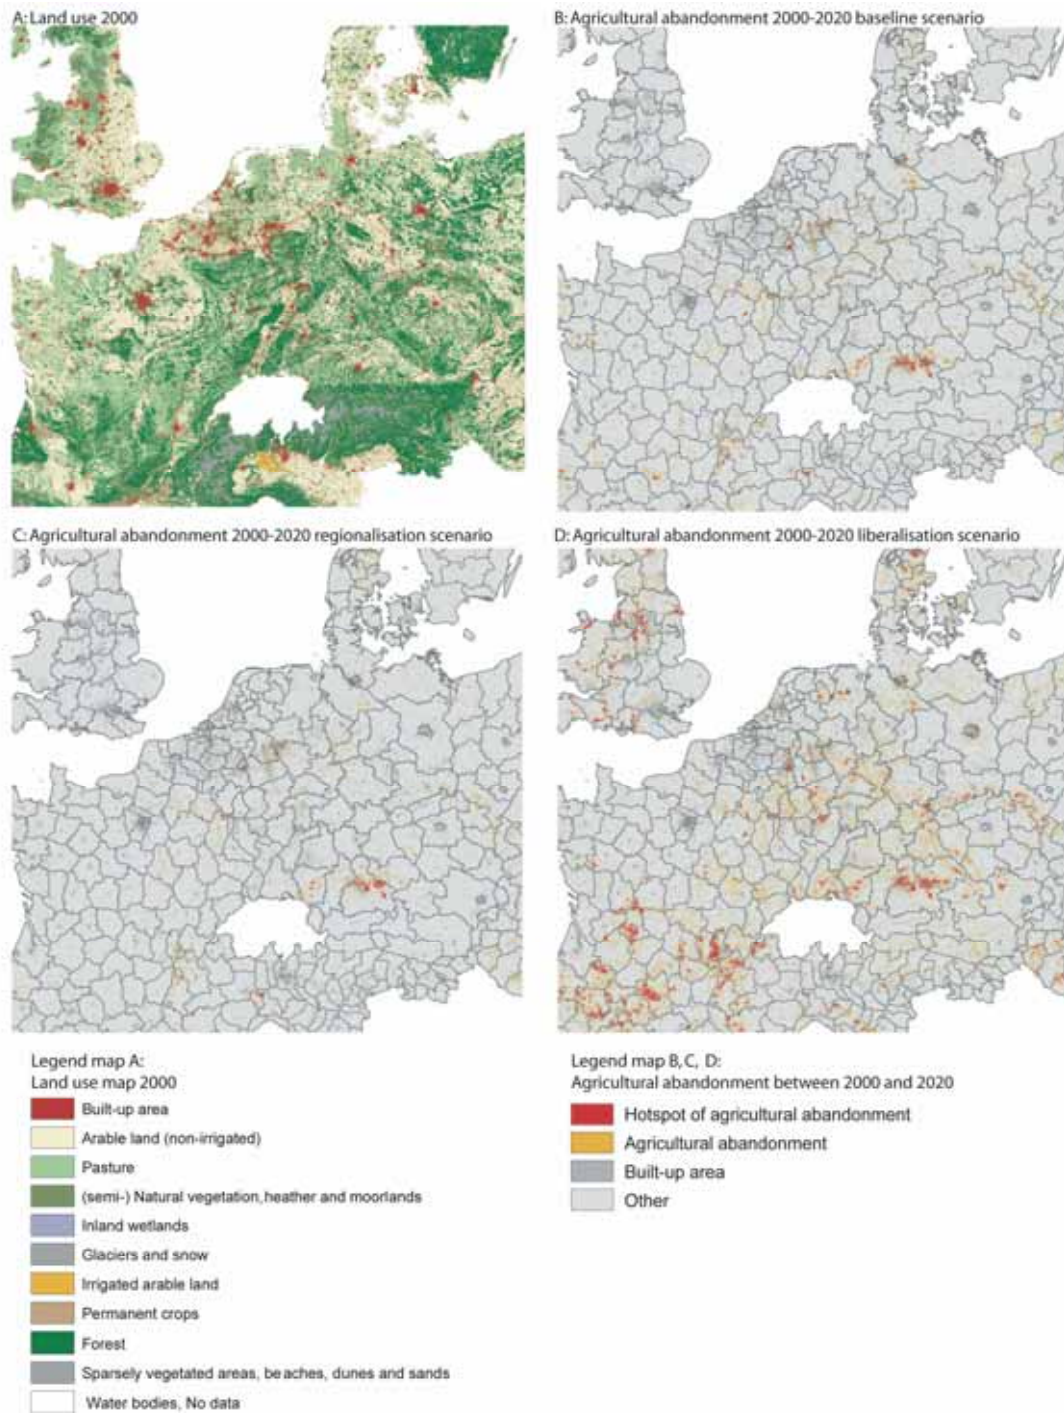 A: Land use 2000
B: Agricultural abandonment 2000-2020 baseline scenario
C: Agricultural abandonment 2000-2020 regionalisation scenario
D: Agricultural abandonment 2000-2020 liberalisation scenario
Legend map A:
Land use map 2000
Built-up area
Arable land (non-irrigated)
Pasture
(semi-) Natural vegetation, heather and moorlands
Inland wetlands
Glaciers and snow
Irrigated arable land
Permanent crops
Forest
Sparsely vegetated areas, beaches, dunes and sands
Water bodies, No data
Legend map B, C, D:
Agricultural abandonment between 2000 and 2020
Hotspot of agricultural abandonment
Agricultural abandonment
Built-up area
Other